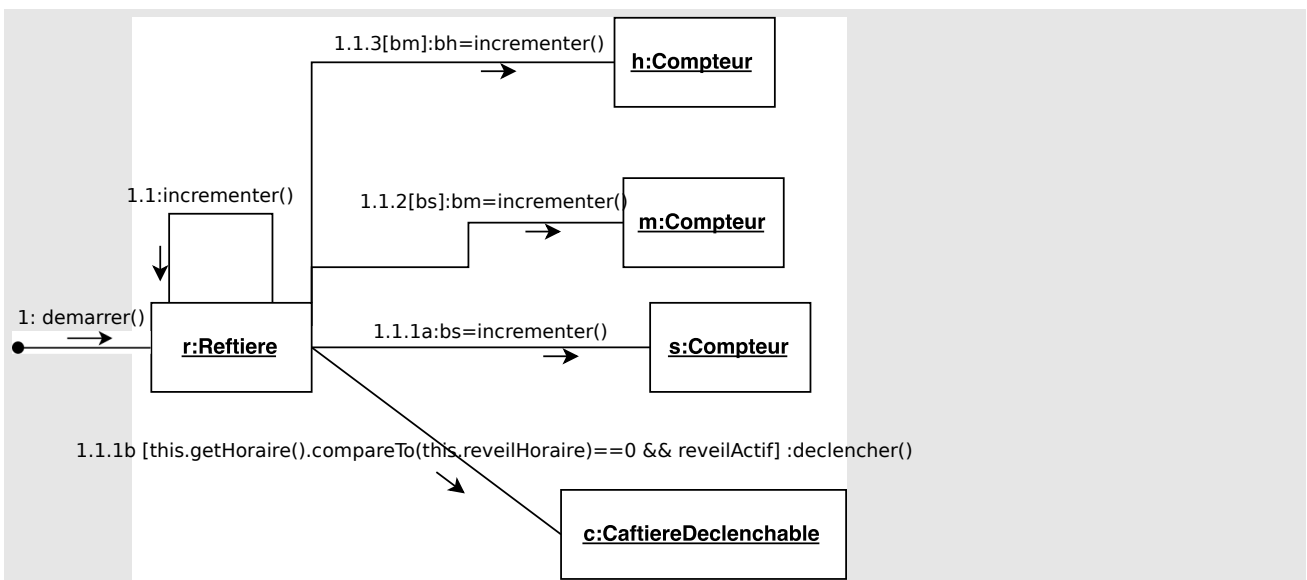 1.1.3[bm]:bh=incrementer()
h:Compteur
1.1:incrementer()
1.1.2[bs]:bm=incrementer()
m:Compteur
1: demarrer()
r:Reftiere
1.1.1a:bs=incrementer()
s:Compteur
1.1.1b [this.getHoraire().compareTo(this.reveilHoraire)==0 && reveilActif] :declencher()
c:CaftiereDeclenchable